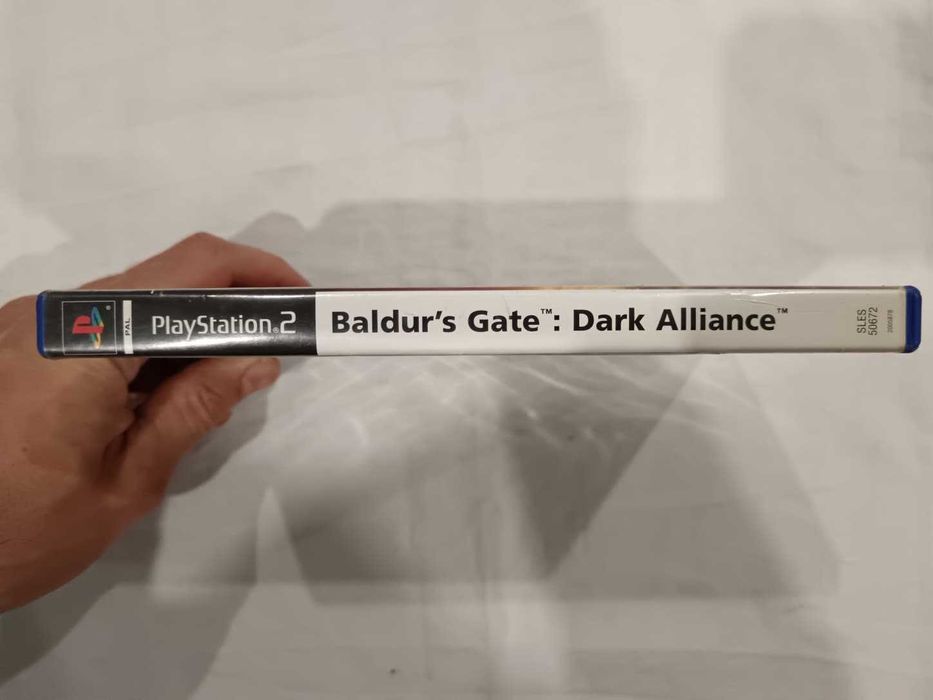 PAL
PlayStation®2
Baldur's Gate™: Dark Alliance™
SLES
50672